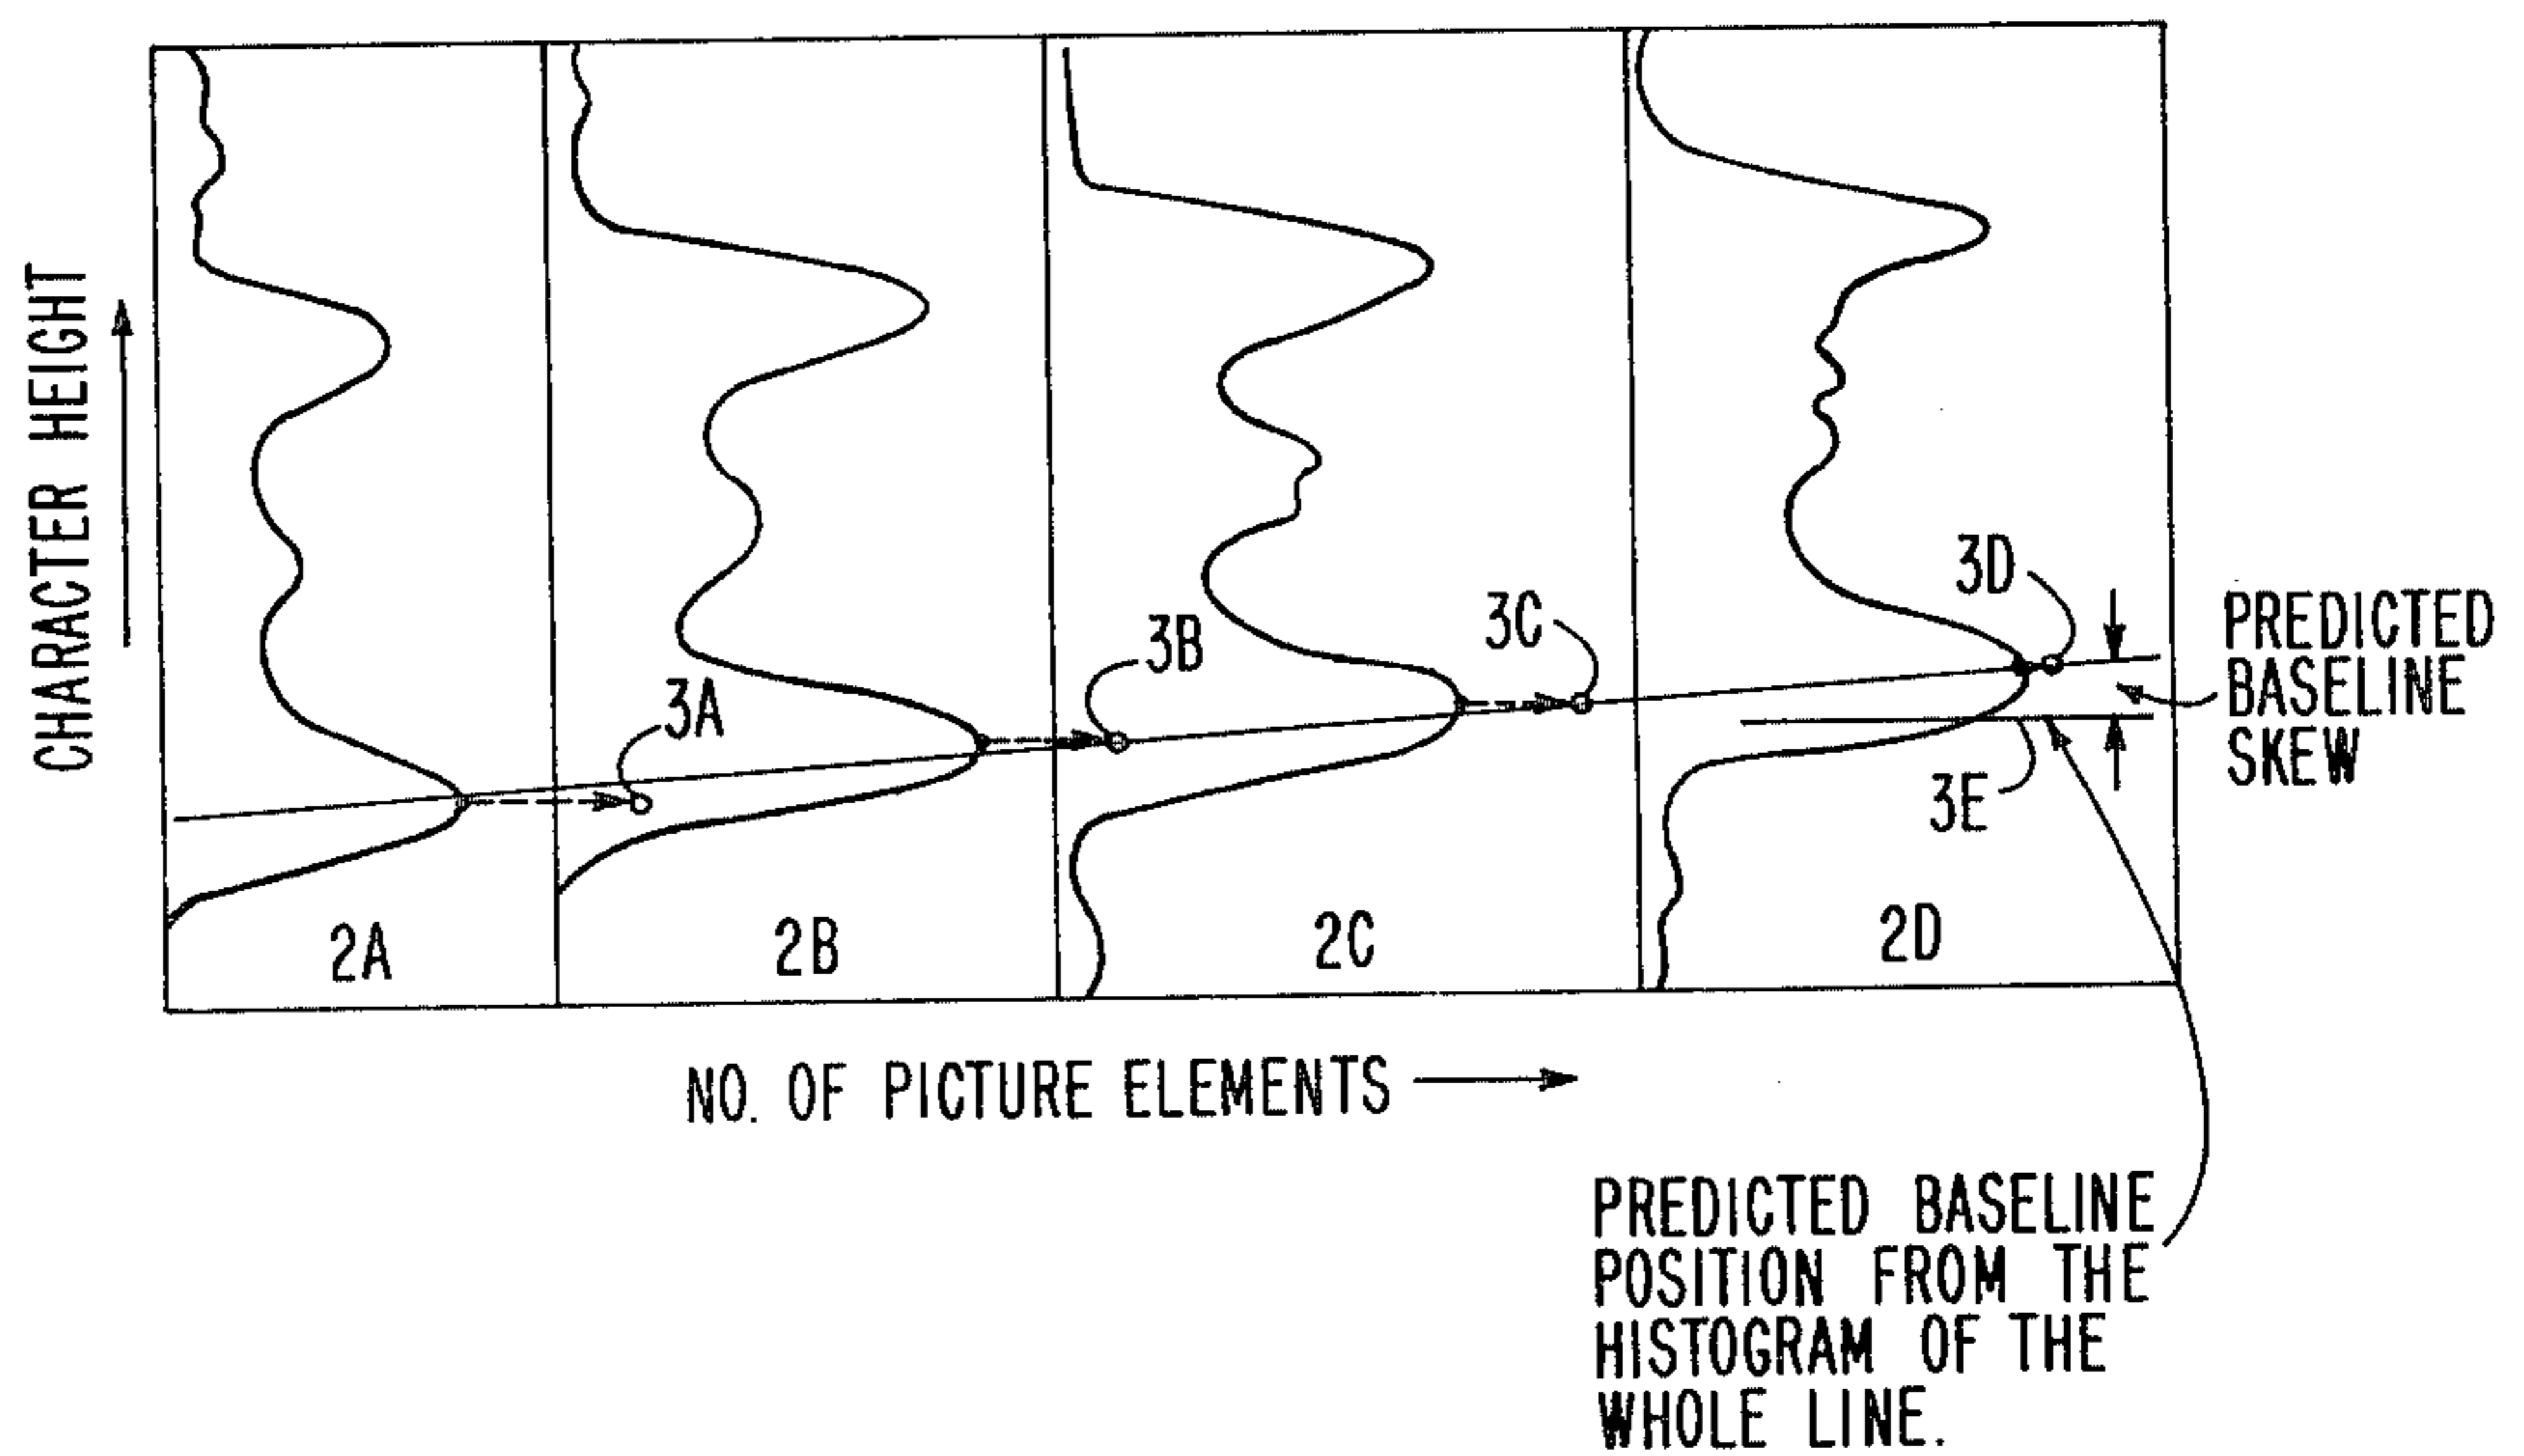 CHARACTER HEIGHT
3A
3B
3C
3D
3E
PREDICTED
BASELINE
SKEW
2A
2B
2C
2D
NO. OF PICTURE ELEMENTS
PREDICTED BASELINE
POSITION FROM THE
HISTOGRAM OF THE
WHOLE LINE.